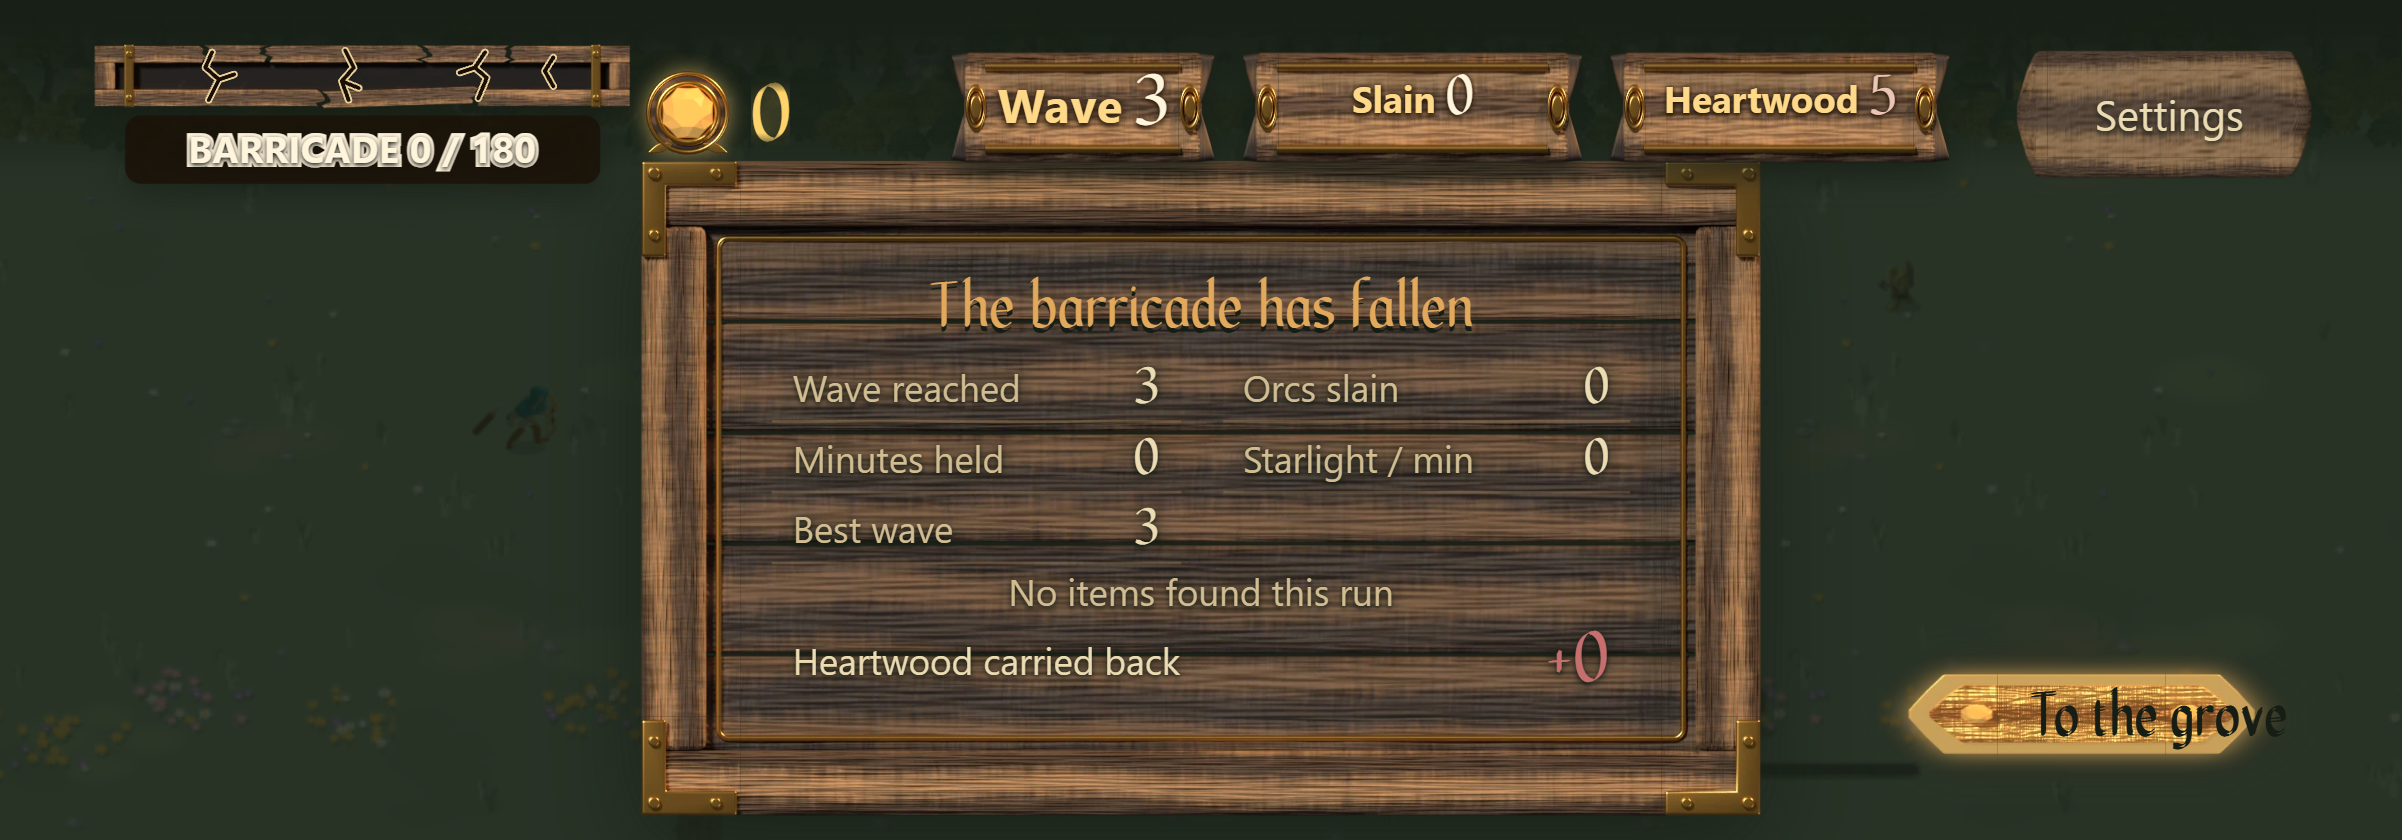 BARRICADE 0 / 180
0
Wave 3
Slain 0
Heartwood 5
Settings
The barricade has fallen
Wave reached 3
Orcs slain 0
Minutes held 0
Starlight / min 0
Best wave 3
No items found this run
Heartwood carried back +0
To the grove